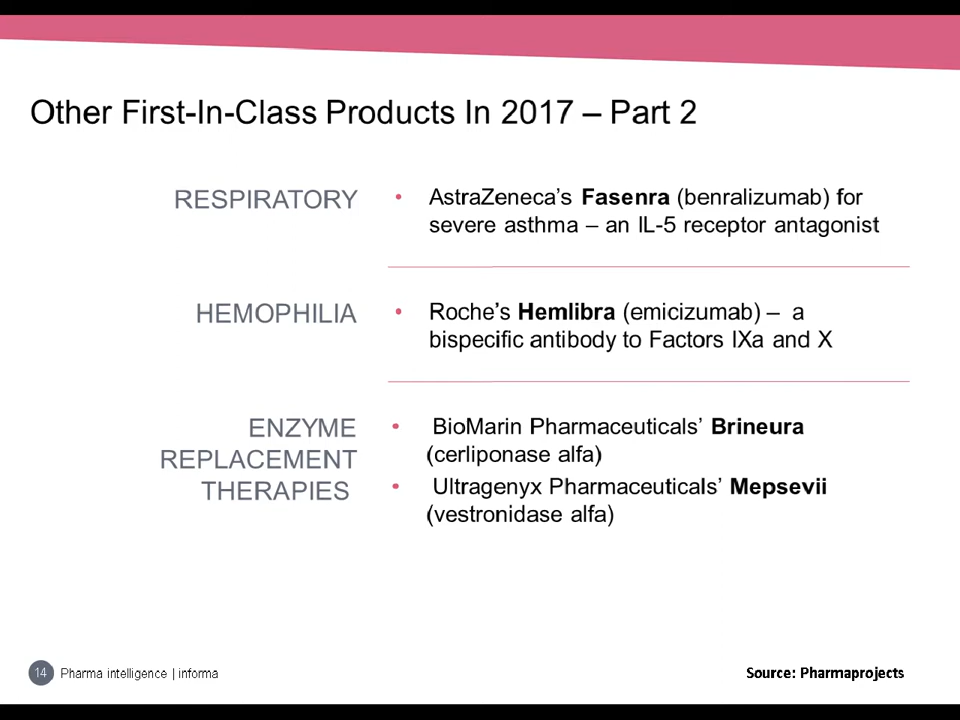 Other First-In-Class Products In 2017 – Part 2
RESPIRATORY
• AstraZeneca's Fasenra (benralizumab) for
severe asthma – an IL-5 receptor antagonist
HEMOPHILIA
• Roche's Hemlibra (emicizumab) – a
bispecific antibody to Factors IXa and X
ENZYME
REPLACEMENT
THERAPIES
• BioMarin Pharmaceuticals' Brineura
(cerliponase alfa)
• Ultragenyx Pharmaceuticals' Mepsevii
(vestronidase alfa)
14 Pharma intelligence | informa
Source: Pharmaprojects